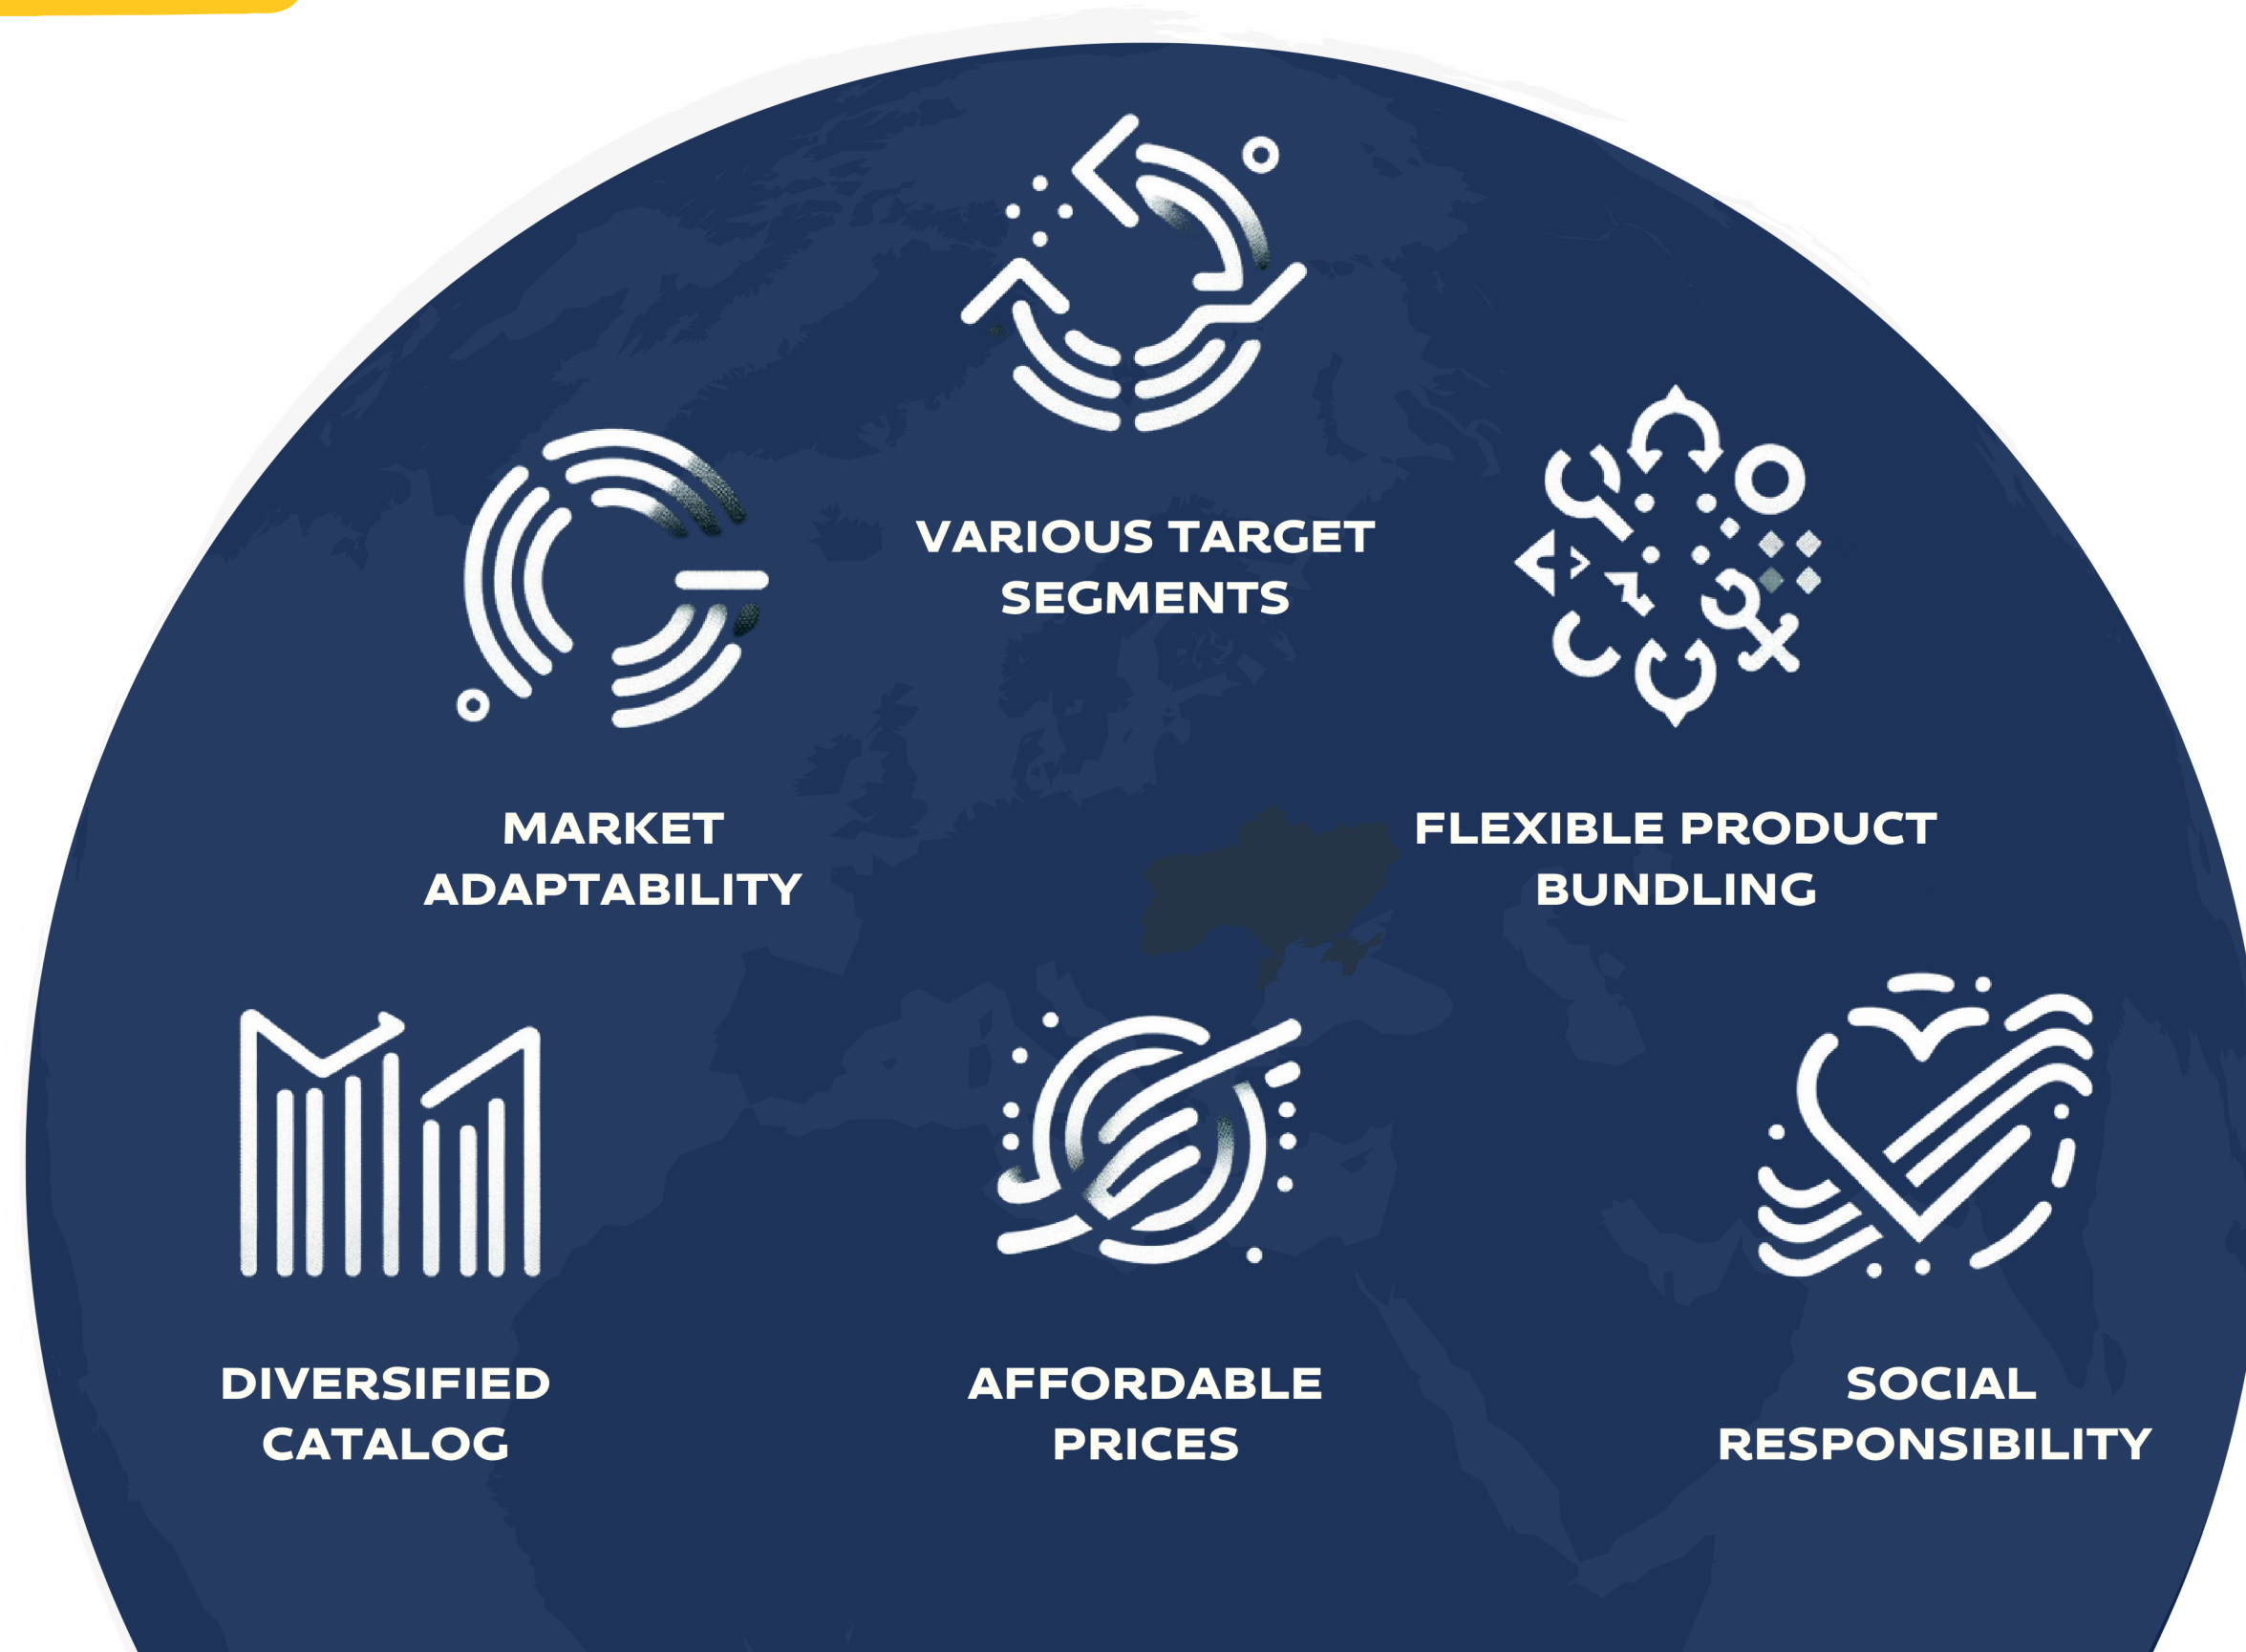 VARIOUS TARGET
SEGMENTS
MARKET
ADAPTABILITY
FLEXIBLE PRODUCT
BUNDLING
DIVERSIFIED
CATALOG
AFFORDABLE
PRICES
SOCIAL
RESPONSIBILITY